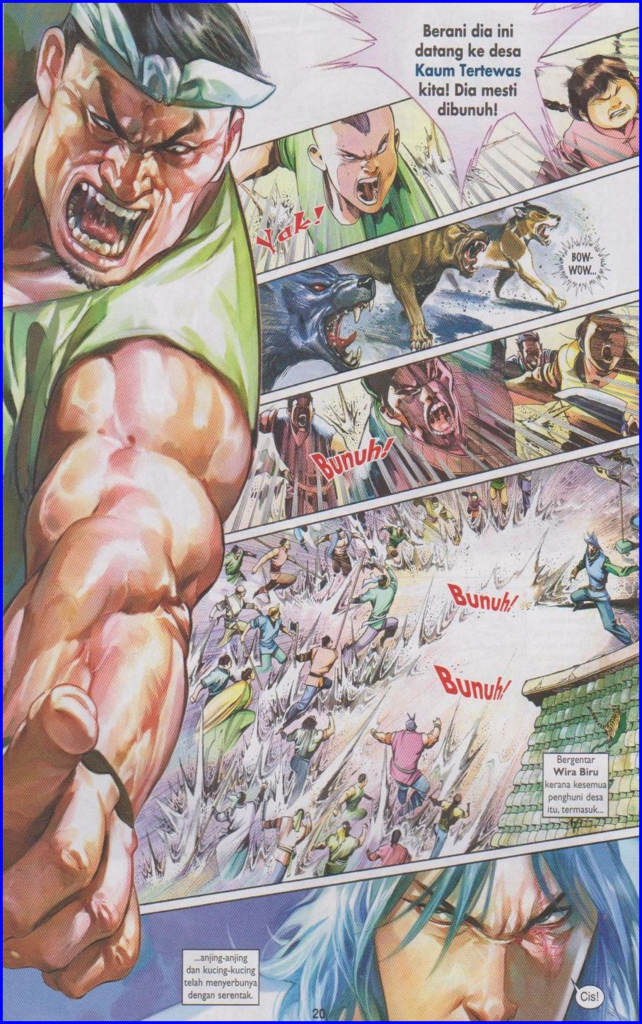 Berani dia ini
datang ke desa
Kaum Tertewas
kita! Dia mesti
dibunuh!
Yak!
BOW-
WOW...
Bunuh!
Bunuh!
Bunuh!
Bergentar
Wira Biru
kerana kesemua
penghuni desa
itu, termasuk...
...anjing-anjing
dan kucing-kucing
telah menyerbunya
dengan serentak.
Cis!
20